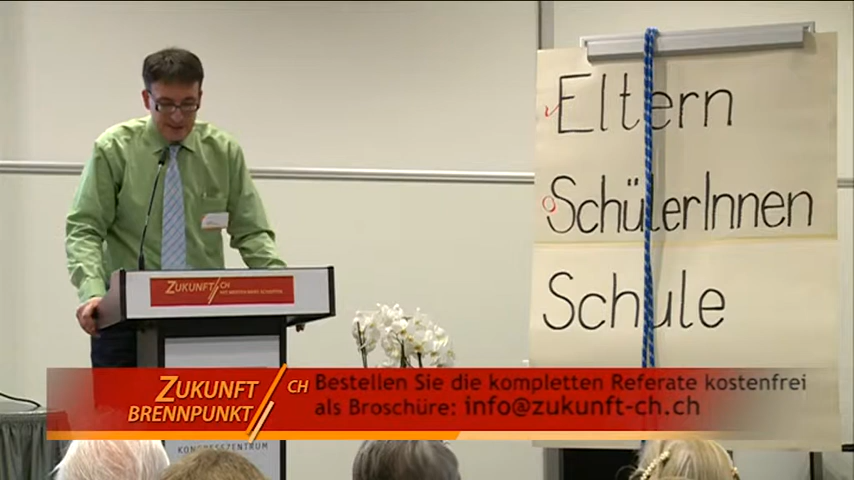 Eltern
SchülerInnen
Schule
ZUKUNFT CH
ZUKUNFT CH
BRENNPUNKT
Bestellen Sie die kompletten Referate kostenfrei
als Broschüre: info@zukunft-ch.ch
KONGRESSZENTRUM